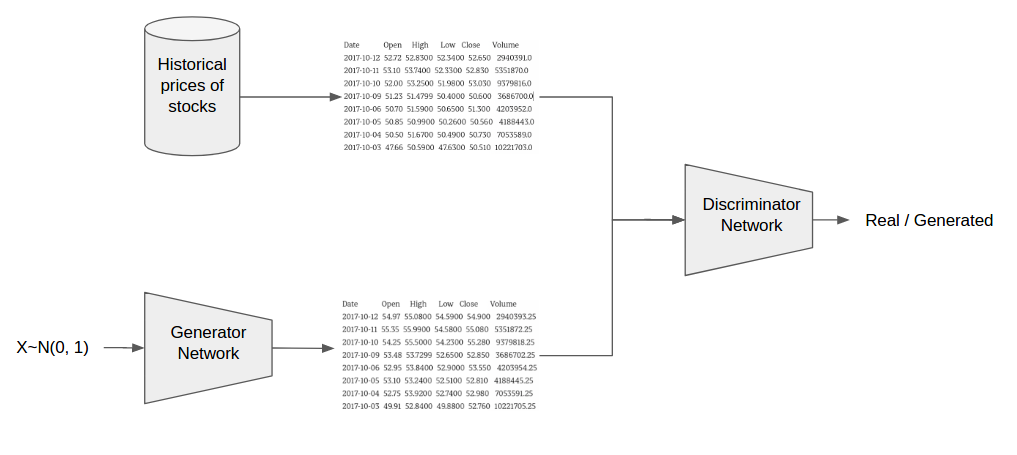 Historical
prices of
stocks
Date Open High Low Close Volume
2017-10-12 52.72 52.8300 52.3400 52.650 2940391.0
2017-10-11 53.10 53.7400 52.3300 52.830 5351870.0
2017-10-10 52.00 53.2500 51.9800 53.030 9379816.0
2017-10-09 51.23 51.4799 50.4000 50.600 3686700.0
2017-10-06 50.70 51.5900 50.6500 51.300 4203952.0
2017-10-05 50.85 50.9900 50.2600 50.560 4188443.0
2017-10-04 50.50 51.6700 50.4900 50.730 7053589.0
2017-10-03 47.66 50.5900 47.6300 50.510 10221703.0
Discriminator
Network
Real / Generated
X~N(0, 1)
Generator
Network
Date Open High Low Close Volume
2017-10-12 54.97 55.0800 54.5900 54.900 2940393.25
2017-10-11 55.35 55.9900 54.5800 55.080 5351872.25
2017-10-10 54.25 55.5000 54.2300 55.280 9379818.25
2017-10-09 53.48 53.7299 52.6500 52.850 3686702.25
2017-10-06 52.95 53.8400 52.9000 53.550 4203954.25
2017-10-05 53.10 53.2400 52.5100 52.810 4188445.25
2017-10-04 52.75 53.9200 52.7400 52.980 7053591.25
2017-10-03 49.91 52.8400 49.8800 52.760 10221705.25